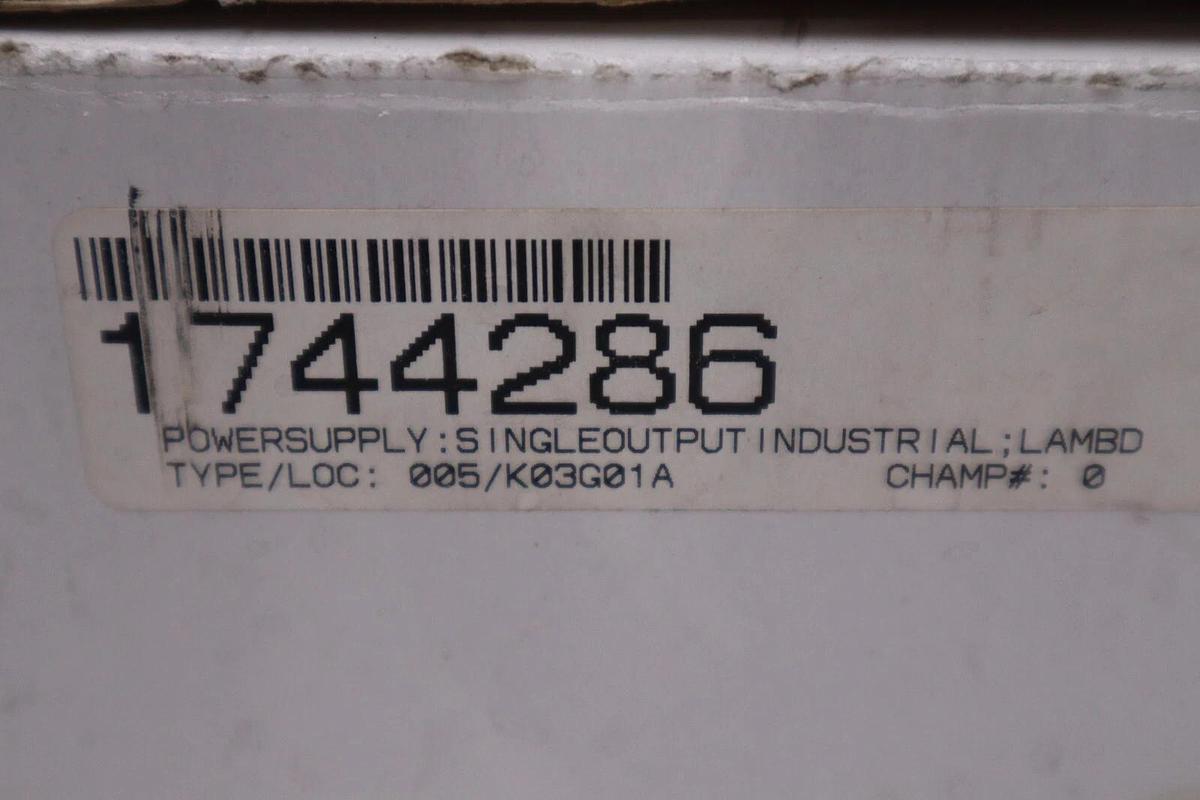 1744286
POWERSUPPLY:SINGLEOUTPUTINDUSTRIAL;LAMBD
TYPE/LOC: 005/K03G01A CHAMP#: 0